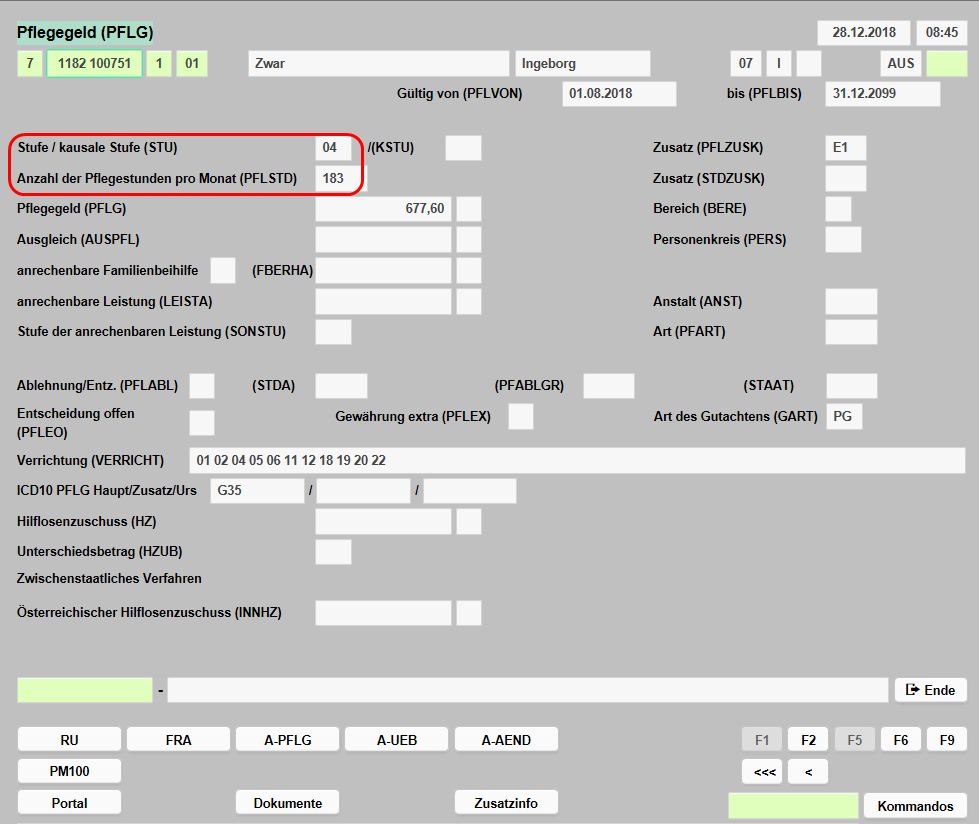 Pflegegeld (PFLG) 28.12.2018 08:45
7 1182 100751 1 01 Zwar Ingeborg 07 I AUS
Gültig von (PFLVON) 01.08.2018 bis (PFLBIS) 31.12.2099
Stufe / kausale Stufe (STU) 04 /(KSTU) Zusatz (PFLZUSK) E1
Anzahl der Pflegestunden pro Monat (PFLSTD) 183 Zusatz (STDZUSK)
Pflegegeld (PFLG) 677,60 Bereich (BERE)
Ausgleich (AUSPFL) Personenkreis (PERS)
anrechenbare Familienbeihilfe (FBERHA)
anrechenbare Leistung (LEISTA) Anstalt (ANST)
Stufe der anrechenbaren Leistung (SONSTU) Art (PFART)
Ablehnung/Entz. (PFLABL) (STDA) (PFABLGR) (STAAT)
Entscheidung offen
(PFLEO) Gewährung extra (PFLEX) Art des Gutachtens (GART) PG
Verrichtung (VERRICHT) 01 02 04 05 06 11 12 18 19 20 22
ICD10 PFLG Haupt/Zusatz/Urs G35 / /
Hilflosenzuschuss (HZ)
Unterschiedsbetrag (HZUB)
Zwischenstaatliches Verfahren
Österreichischer Hilflosenzuschuss (INNHZ)
- Ende
RU FRA A-PFLG A-UEB A-AEND F1 F2 F5 F6 F9
PM100 <<< <
Portal Dokumente Zusatzinfo Kommandos